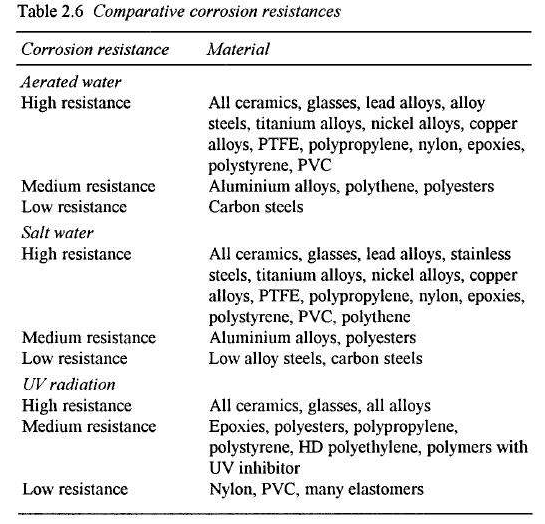 Table 2.6 Comparative corrosion resistances
Corrosion resistance Material
Aerated water
High resistance All ceramics, glasses, lead alloys, alloy
steels, titanium alloys, nickel alloys, copper
alloys, PTFE, polypropylene, nylon, epoxies,
polystyrene, PVC
Medium resistance Aluminium alloys, polythene, polyesters
Low resistance Carbon steels
Salt water
High resistance All ceramics, glasses, lead alloys, stainless
steels, titanium alloys, nickel alloys, copper
alloys, PTFE, polypropylene, nylon, epoxies,
polystyrene, PVC, polythene
Medium resistance Aluminium alloys, polyesters
Low resistance Low alloy steels, carbon steels
UV radiation
High resistance All ceramics, glasses, all alloys
Medium resistance Epoxies, polyesters, polypropylene,
polystyrene, HD polyethylene, polymers with
UV inhibitor
Low resistance Nylon, PVC, many elastomers